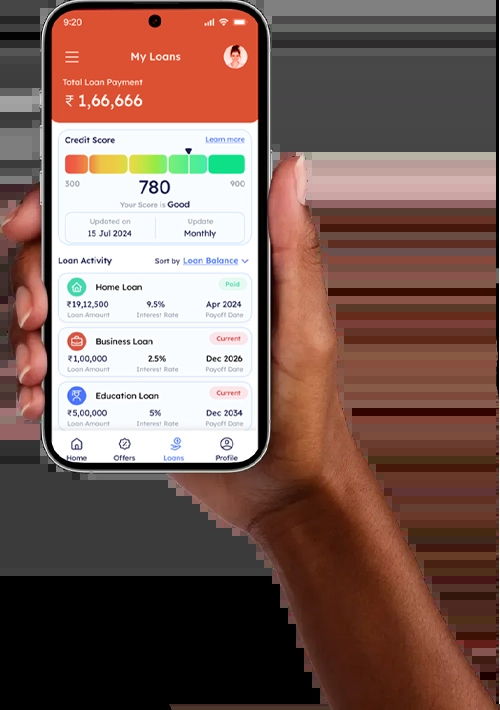 9:20
My Loans
Total Loan Payment
₹ 1,66,666
Credit Score Learn more
300 900
780
Your Score is Good
Updated on Update
15 Jul 2024 Monthly
Loan Activity Sort by Loan Balance
Home Loan Paid
₹19,12,500 9.5% Apr 2024
Loan Amount Interest Rate Payoff Date
Business Loan Current
₹1,00,000 2.5% Dec 2026
Loan Amount Interest Rate Payoff Date
Education Loan Current
₹5,00,000 5% Dec 2034
Loan Amount Interest Rate Payoff Date
Home Offers Loans Profile